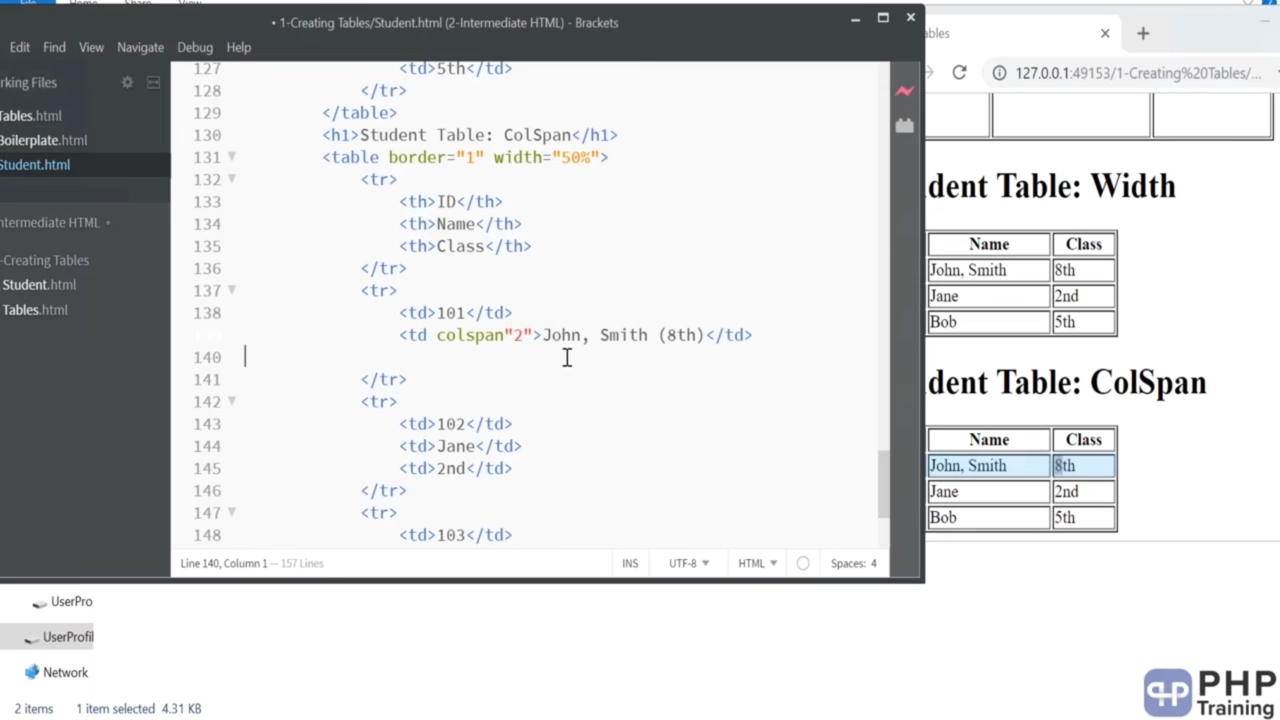 • 1-Creating Tables/Student.html (2-Intermediate HTML) - Brackets
Edit Find View Navigate Debug Help
rking Files
Tables.html
Boilerplate.html
Student.html
ntermediate HTML
-Creating Tables
Student.html
Tables.html
127 <td>5th</td>
128 </tr>
129 </table>
130 <h1>Student Table: ColSpan</h1>
131 <table border="1" width="50%">
132 <tr>
133 <th>ID</th>
134 <th>Name</th>
135 <th>Class</th>
136 </tr>
137 <tr>
138 <td>101</td>
<td colspan"2">John, Smith (8th)</td>
140
141 </tr>
142 <tr>
143 <td>102</td>
144 <td>Jane</td>
145 <td>2nd</td>
146 </tr>
147 <tr>
148 <td>103</td>
Line 140, Column 1 — 157 Lines
INS UTF-8 HTML Spaces: 4
ables
127.0.0.1:49153/1-Creating%20Tables/...
dent Table: Width
Name Class
John, Smith 8th
Jane 2nd
Bob 5th
dent Table: ColSpan
Name Class
John, Smith 8th
Jane 2nd
Bob 5th
UserPro
UserProfil
Network
2 items 1 item selected 4.31 KB
PHP
Training